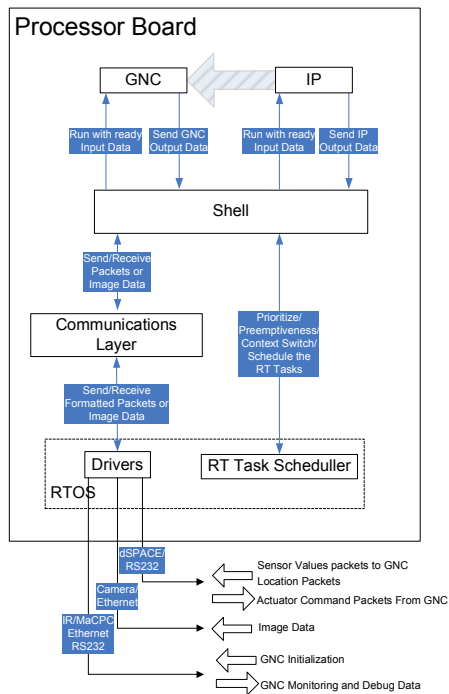 Processor Board
GNC
IP
Run with ready
Input Data
Send GNC
Output Data
Run with ready
Input Data
Send IP
Output Data
Shell
Send/Receive
Packets or
Image Data
Prioritize/
Preemptiveness/
Context Switch/
Schedule the
RT Tasks
Communications
Layer
Send/Receive
Formatted Packets or
Image Data
Drivers
RT Task Scheduller
RTOS
dSPACE/
RS232
Sensor Values packets to GNC
Location Packets
Actuator Command Packets From GNC
Camera/
Ethernet
Image Data
IR/MaCPC
Ethernet
RS232
GNC Initialization
GNC Monitoring and Debug Data